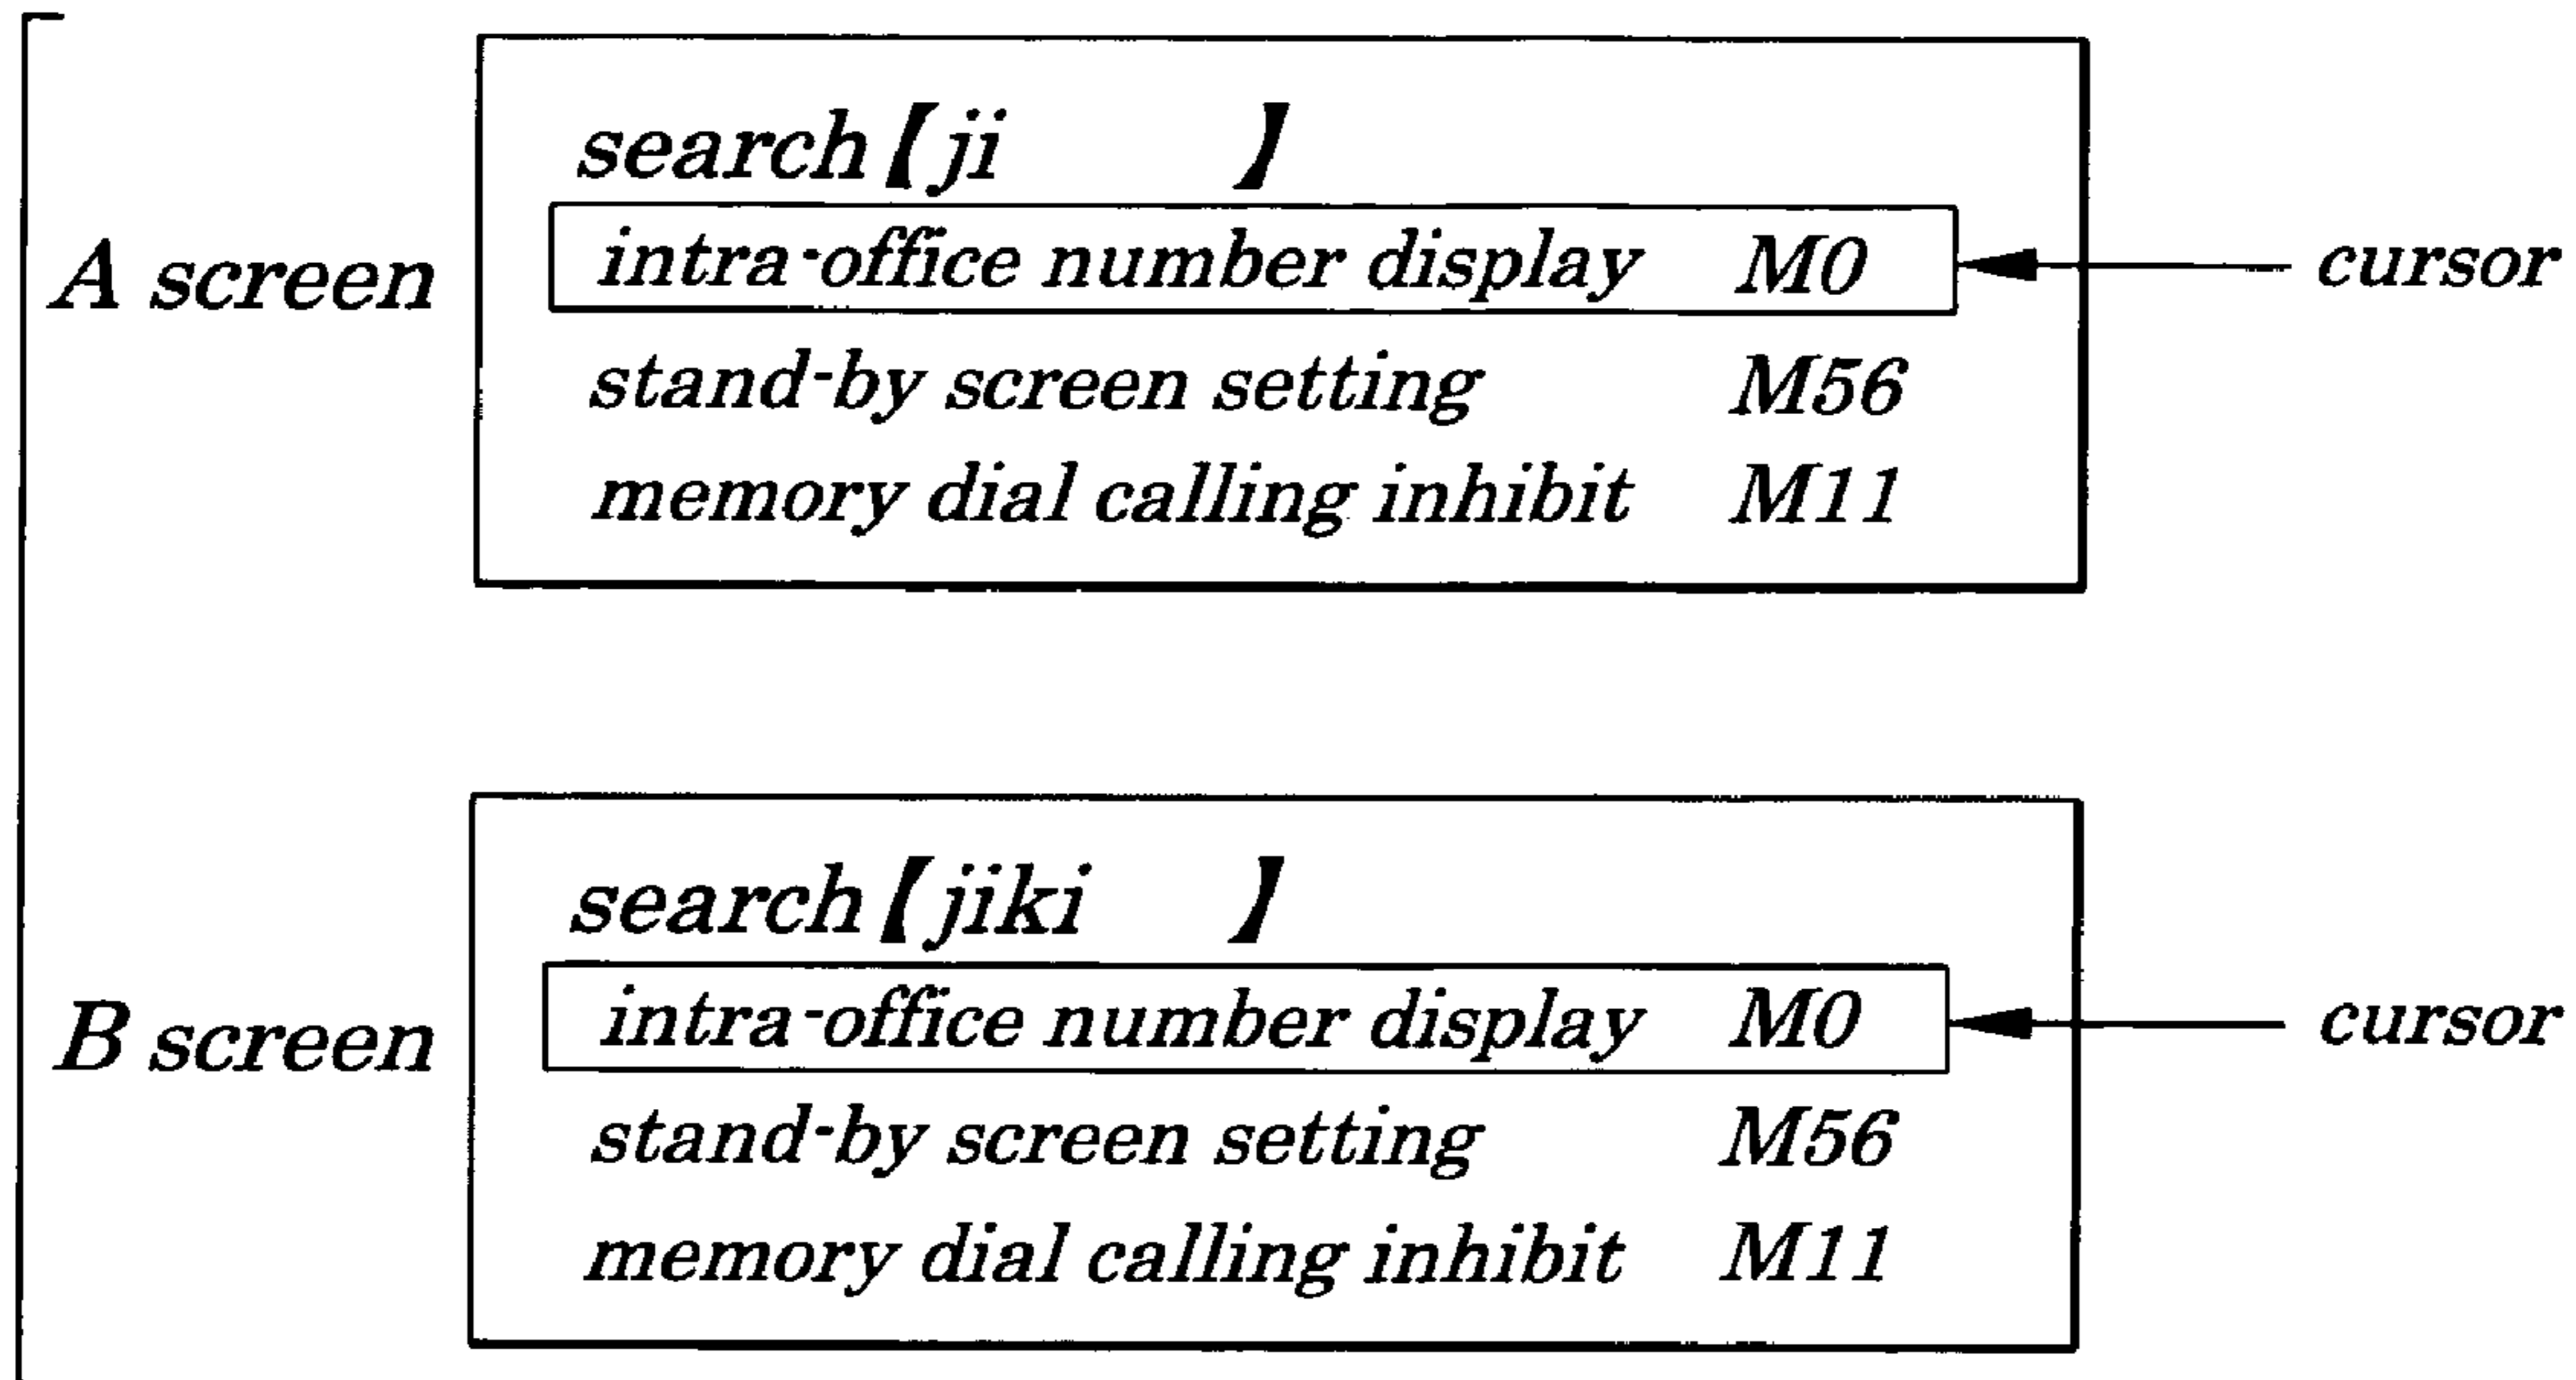 search【ji 】
A screen intra-office number display M0 cursor
stand-by screen setting M56
memory dial calling inhibit M11
search【jiki 】
B screen intra-office number display M0 cursor
stand-by screen setting M56
memory dial calling inhibit M11